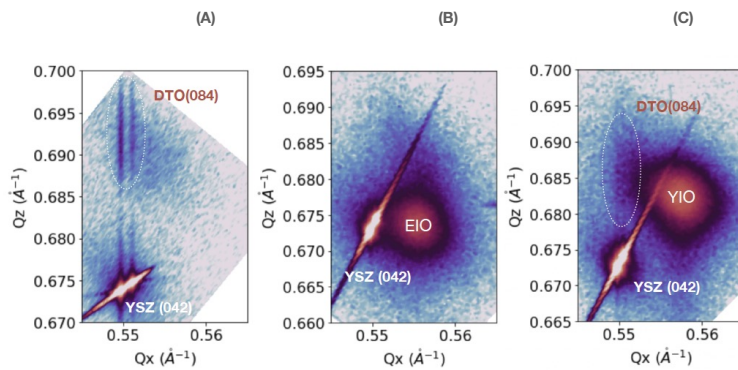 (A)
(B)
(C)
DTO(084)
YSZ (042)
0.700
0.695
0.690
0.685
0.680
0.675
0.670
Qz (Å⁻¹)
0.55
0.56
Qx (Å⁻¹)
EIO
YSZ (042)
0.695
0.690
0.685
0.680
0.675
0.670
0.665
0.660
Qz (Å⁻¹)
0.55
0.56
Qx (Å⁻¹)
DTO(084)
YIO
YSZ (042)
0.700
0.695
0.690
0.685
0.680
0.675
0.670
0.665
Qz (Å⁻¹)
0.55
0.56
Qx (Å⁻¹)